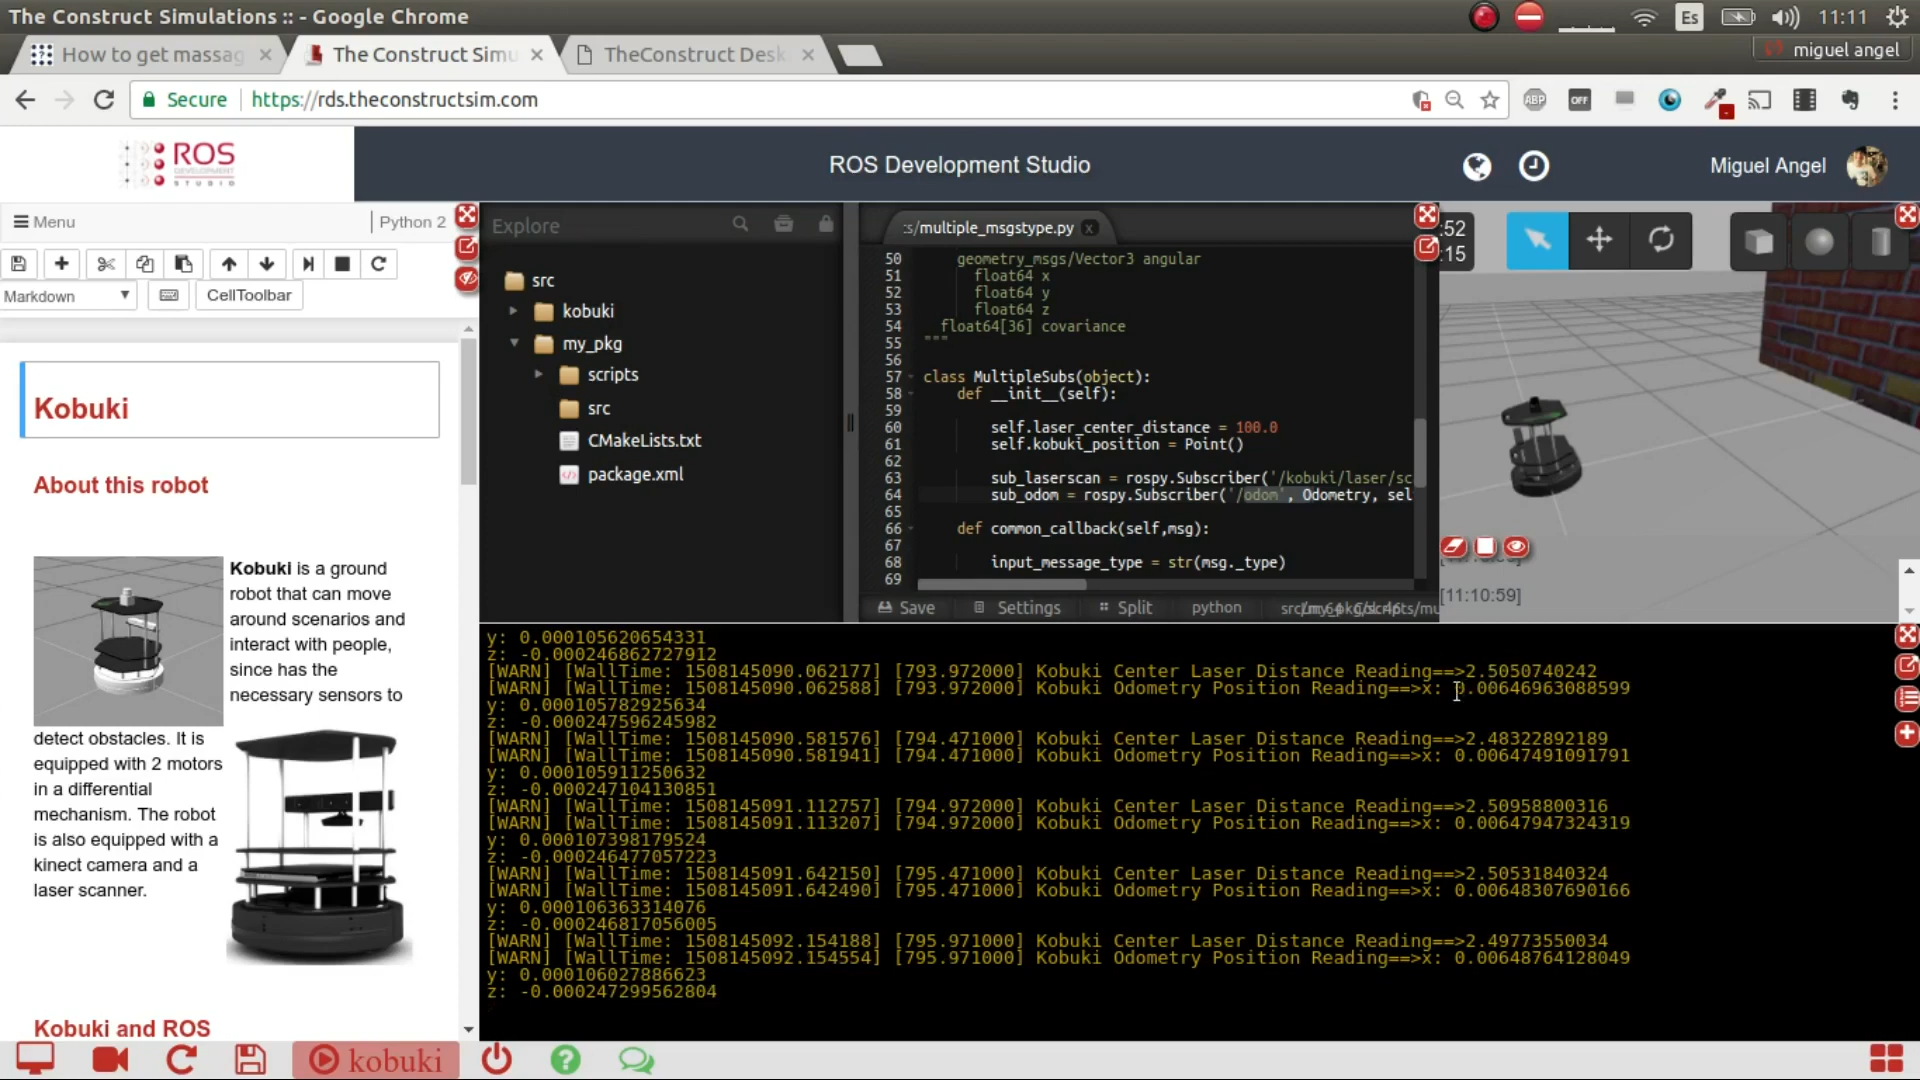 The Construct Simulations :: - Google Chrome
Es
11:11
How to get massag
The Construct Simu
TheConstruct Desk
miguel angel
Secure
https://rds.theconstructsim.com
ABP
OFF
ROS
DEVELOPMENT
STUDIO
ROS Development Studio
Miguel Angel
Menu
Python 2
Markdown
CellToolbar
Kobuki
About this robot
Kobuki is a ground
robot that can move
around scenarios and
interact with people,
since has the
necessary sensors to
detect obstacles. It is
equipped with 2 motors
in a differential
mechanism. The robot
is also equipped with a
kinect camera and a
laser scanner.
Kobuki and ROS
Explore
src
kobuki
my_pkg
scripts
src
CMakeLists.txt
package.xml
:s/multiple_msgstype.py
50 geometry_msgs/Vector3 angular
51 float64 x
52 float64 y
53 float64 z
54 float64[36] covariance
55 """
56
57 class MultipleSubs(object):
58 def __init__(self):
59
60 self.laser_center_distance = 100.0
61 self.kobuki_position = Point()
62
63 sub_laserscan = rospy.Subscriber('/kobuki/laser/sc
64 sub_odom = rospy.Subscriber('/odom', Odometry, sel
65
66 def common_callback(self,msg):
67
68 input_message_type = str(msg._type)
69
Save
Settings
Split
python
:52
:15
[11:10:59]
y: 0.000105620654331
z: -0.000246862727912
[WARN] [WallTime: 1508145090.062177] [793.972000] Kobuki Center Laser Distance Reading==>2.5050740242
[WARN] [WallTime: 1508145090.062588] [793.972000] Kobuki Odometry Position Reading==>x: 0.00646963088599
y: 0.000105782925634
z: -0.000247596245982
[WARN] [WallTime: 1508145090.581576] [794.471000] Kobuki Center Laser Distance Reading==>2.48322892189
[WARN] [WallTime: 1508145090.581941] [794.471000] Kobuki Odometry Position Reading==>x: 0.00647491091791
y: 0.000105911250632
z: -0.000247104130851
[WARN] [WallTime: 1508145091.112757] [794.972000] Kobuki Center Laser Distance Reading==>2.50958800316
[WARN] [WallTime: 1508145091.113207] [794.972000] Kobuki Odometry Position Reading==>x: 0.00647947324319
y: 0.000107398179524
z: -0.000246477057223
[WARN] [WallTime: 1508145091.642150] [795.471000] Kobuki Center Laser Distance Reading==>2.50531840324
[WARN] [WallTime: 1508145091.642490] [795.471000] Kobuki Odometry Position Reading==>x: 0.00648307690166
y: 0.000106363314076
z: -0.000246817056005
[WARN] [WallTime: 1508145092.154188] [795.971000] Kobuki Center Laser Distance Reading==>2.49773550034
[WARN] [WallTime: 1508145092.154554] [795.971000] Kobuki Odometry Position Reading==>x: 0.00648764128049
y: 0.000106027886623
z: -0.000247299562804
kobuki